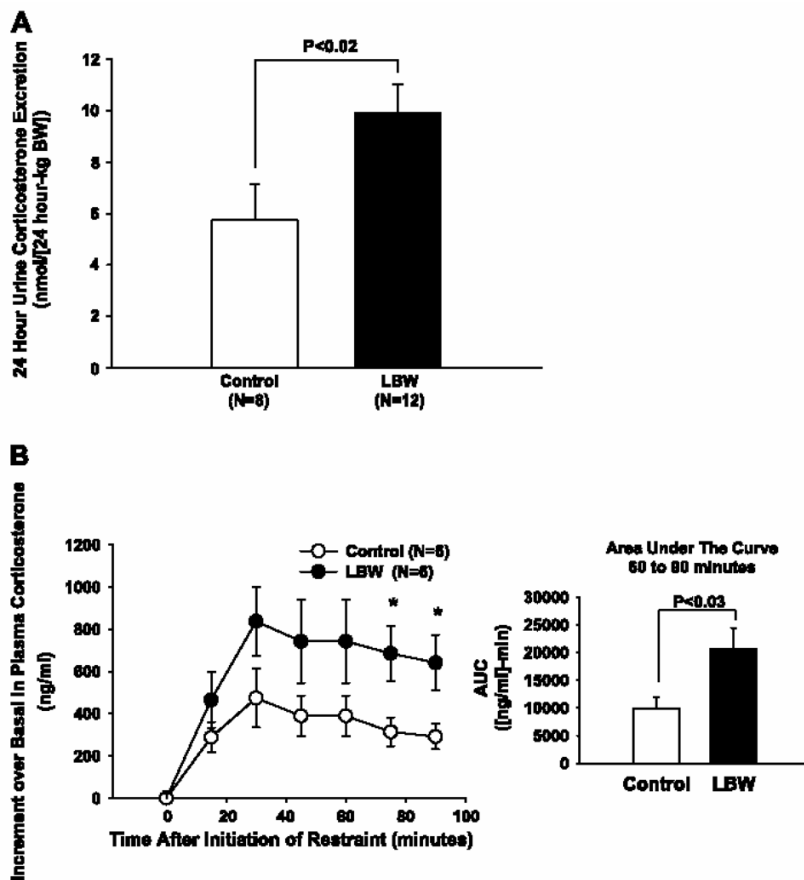 A
P<0.02
24 Hour Urine Corticosterone Excretion
(nmol/[24 hour-kg BW])
12
10
8
6
4
2
0
Control
(N=8)
LBW
(N=12)
B
Increment over Basal in Plasma Corticosterone
(ng/ml)
1200
1000
800
600
400
200
0
Control (N=6)
LBW (N=6)
*
*
0 20 40 60 80 100
Time After Initiation of Restraint (minutes)
Area Under The Curve
60 to 90 minutes
P<0.03
AUC
([ng/ml]-min)
30000
25000
20000
15000
10000
5000
0
Control LBW